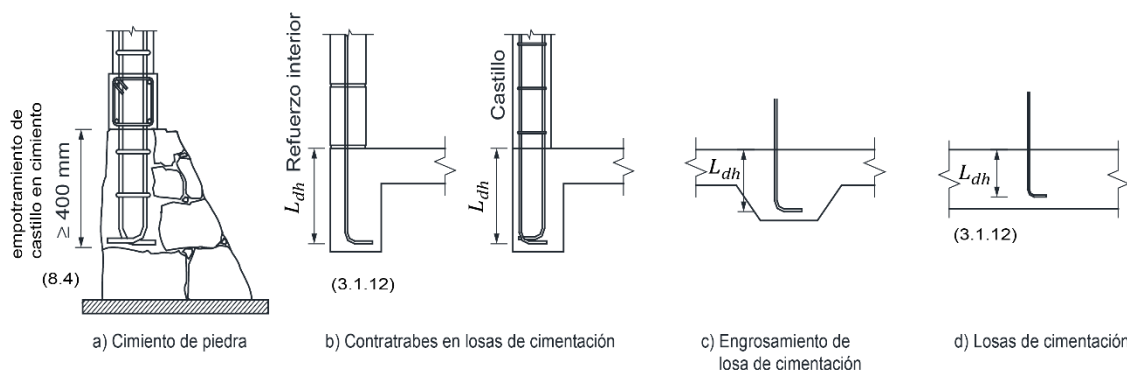 empotramiento de
castillo en cimiento
≥ 400 mm
(8.4)
a) Cimiento de piedra
Refuerzo interior
L_dh
Castillo
L_dh
(3.1.12)
b) Contratrabes en losas de cimentación
L_dh
c) Engrosamiento de
losa de cimentación
L_dh
(3.1.12)
d) Losas de cimentación